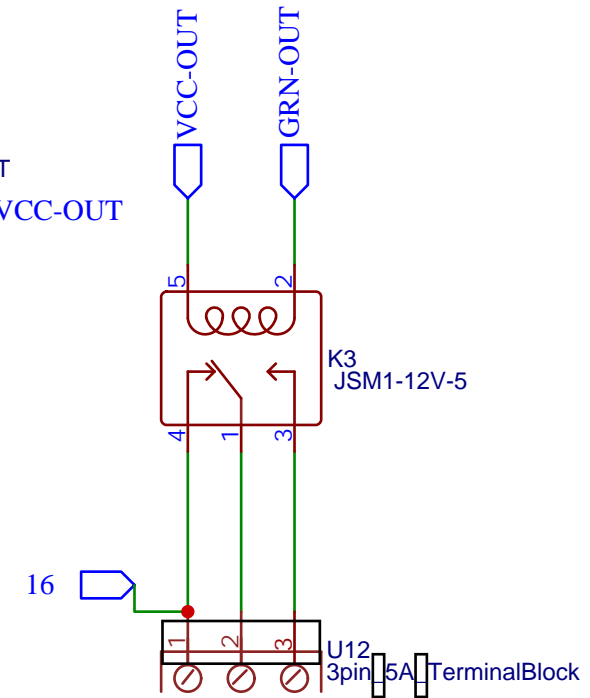 VCC-OUT
GRN-OUT
T
VCC-OUT
5
2
K3
JSM1-12V-5
4
1
3
16
1
2
3
U12
3pin▯5A▯TerminalBlock